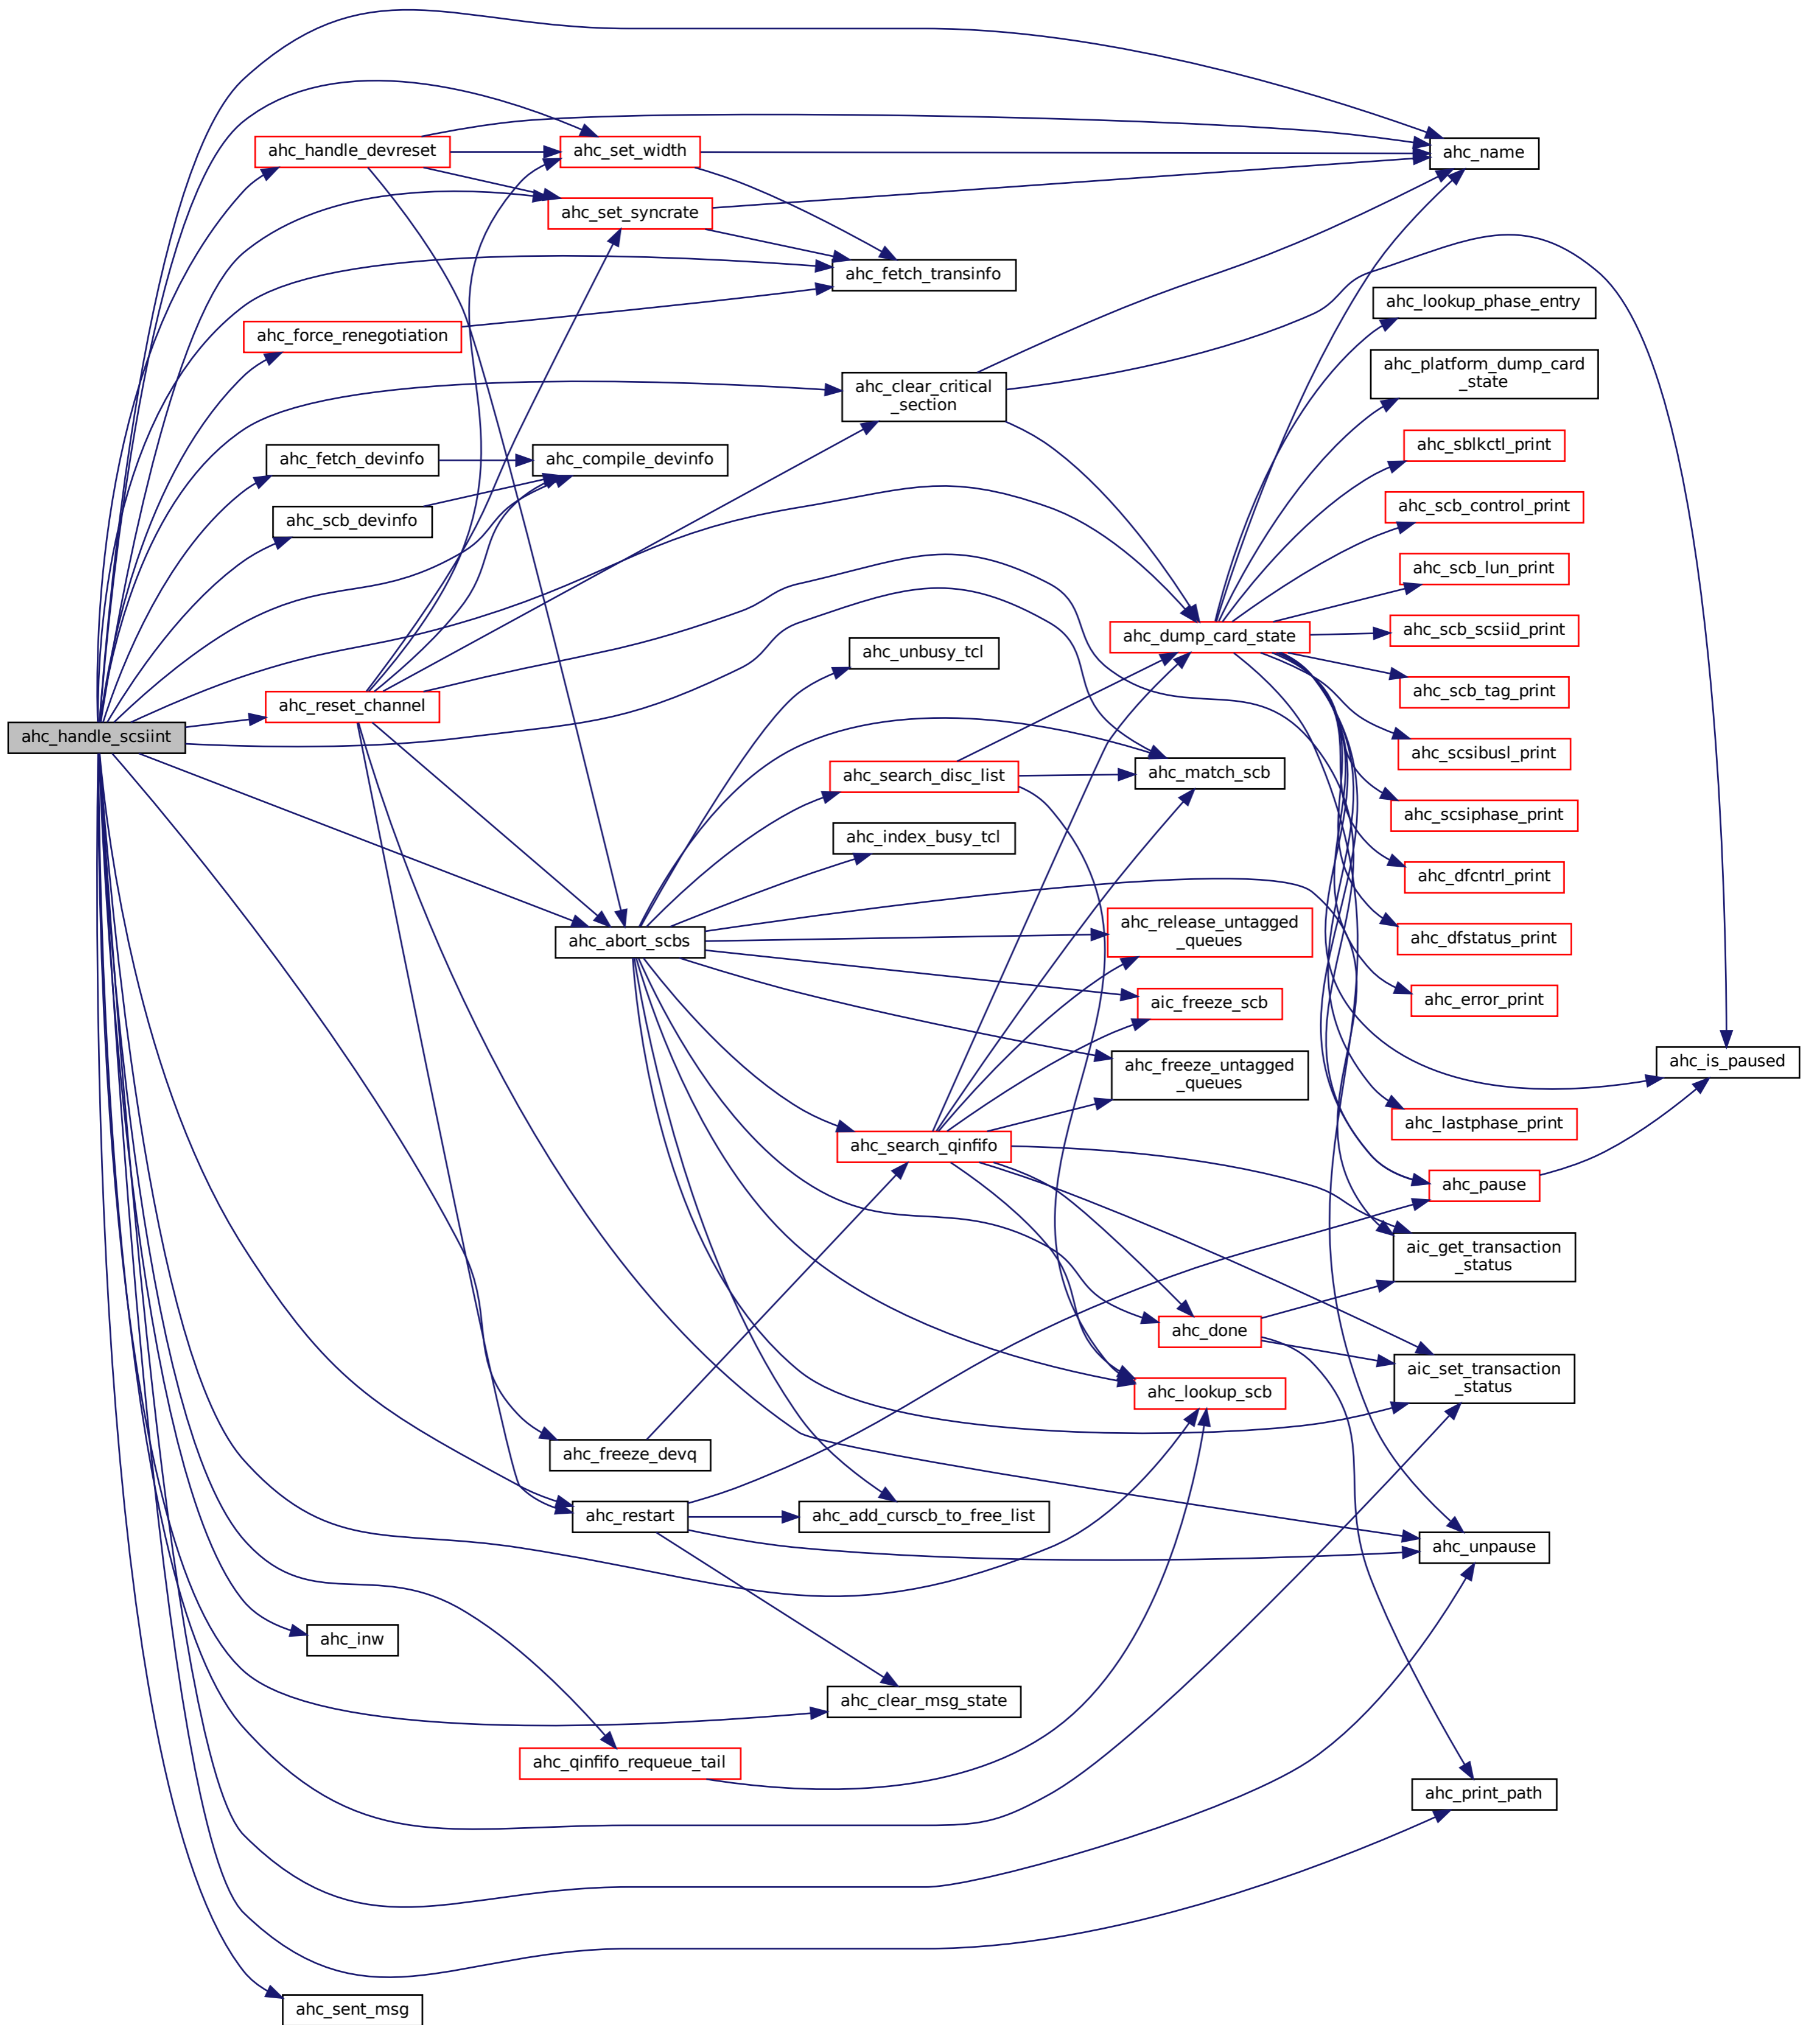 ahc_handle_scsiint
ahc_handle_devreset
ahc_set_width
ahc_name
ahc_set_syncrate
ahc_fetch_transinfo
ahc_force_renegotiation
ahc_lookup_phase_entry
ahc_platform_dump_card
_state
ahc_clear_critical
_section
ahc_sblkctl_print
ahc_fetch_devinfo
ahc_compile_devinfo
ahc_scb_control_print
ahc_scb_devinfo
ahc_scb_lun_print
ahc_dump_card_state
ahc_scb_scsiid_print
ahc_unbusy_tcl
ahc_scb_tag_print
ahc_reset_channel
ahc_scsibusl_print
ahc_search_disc_list
ahc_match_scb
ahc_scsiphase_print
ahc_index_busy_tcl
ahc_dfcntrl_print
ahc_abort_scbs
ahc_release_untagged
_queues
ahc_dfstatus_print
aic_freeze_scb
ahc_error_print
ahc_freeze_untagged
_queues
ahc_is_paused
ahc_lastphase_print
ahc_search_qinfifo
ahc_pause
aic_get_transaction
_status
ahc_done
aic_set_transaction
_status
ahc_lookup_scb
ahc_freeze_devq
ahc_restart
ahc_add_curscb_to_free_list
ahc_unpause
ahc_inw
ahc_clear_msg_state
ahc_qinfifo_requeue_tail
ahc_print_path
ahc_sent_msg